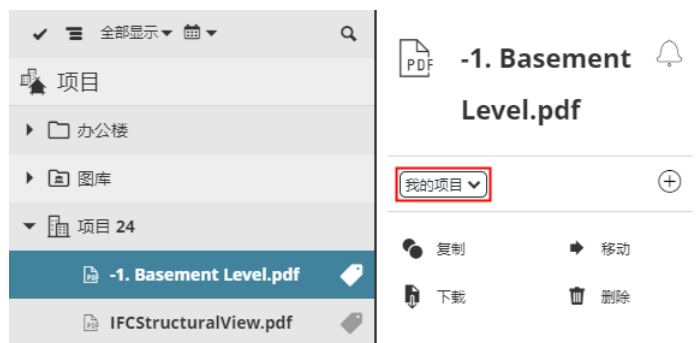 全部显示
项目
办公楼
图库
项目 24
-1. Basement Level.pdf
IFCStructuralView.pdf
PDF
-1. Basement
Level.pdf
我的项目
复制
移动
下载
删除